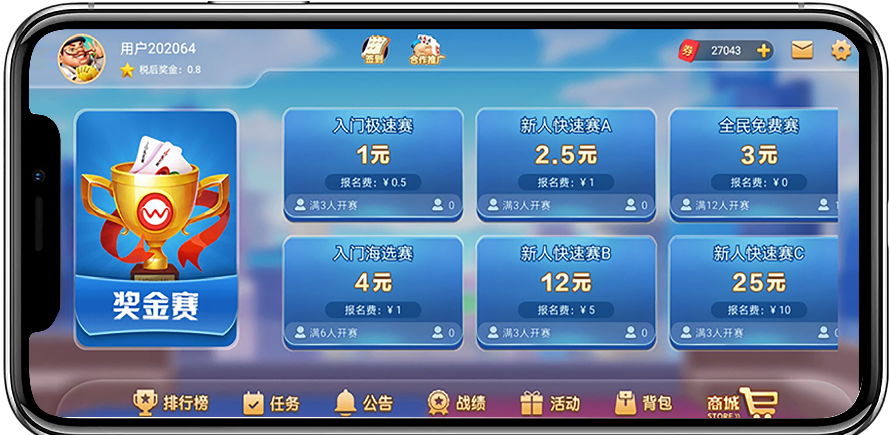 用户202064
税后奖金：0.8
签到
合作推广
券
27043
奖金赛
入门极速赛
1元
报名费：¥0.5
满3人开赛
0
新人快速赛A
2.5元
报名费：¥1
满3人开赛
0
全民免费赛
3元
报名费：¥0
满12人开赛
1
入门海选赛
4元
报名费：¥1
满6人开赛
0
新人快速赛B
12元
报名费：¥5
满3人开赛
0
新人快速赛C
25元
报名费：¥10
满3人开赛
0
排行榜
任务
公告
战绩
活动
背包
商城
STORE